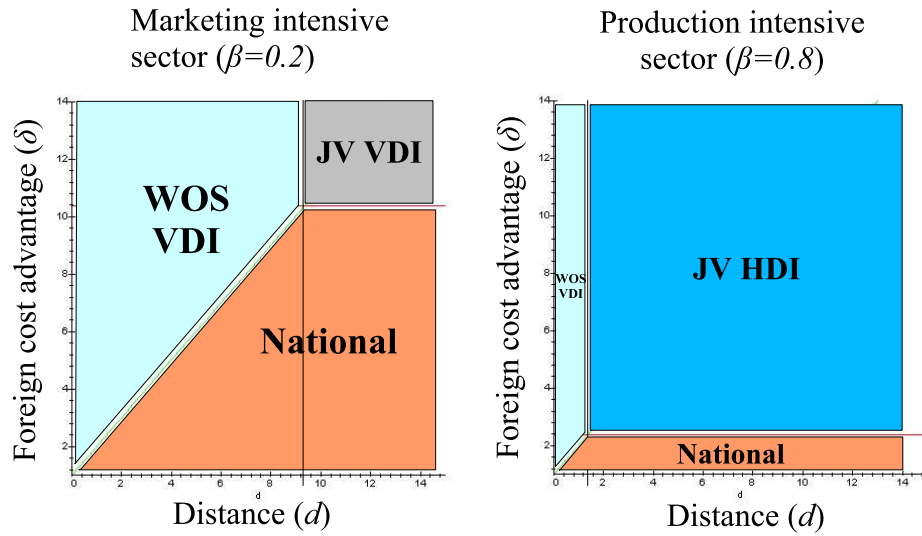 Marketing intensive
sector (β=0.2)
Production intensive
sector (β=0.8)
Foreign cost advantage (δ)
14
12
10
8
6
4
2
0 2 4 6 8 10 12 14
d
Distance (d)
WOS
VDI
JV VDI
National
Foreign cost advantage (δ)
14
12
10
8
6
4
2
0 2 4 6 8 10 12 14
d
Distance (d)
WOS
VDI
JV HDI
National